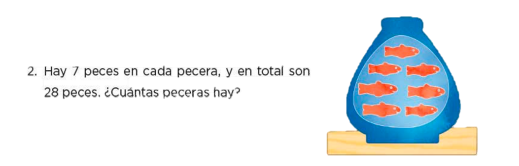 2. Hay 7 peces en cada pecera, y en total son
28 peces. ¿Cuántas peceras hay?